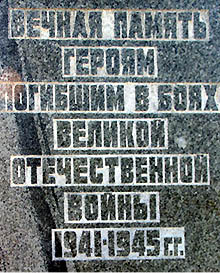 ВЕЧНАЯ ПАМЯТЬ
ГЕРОЯМ
ПОГИБШИМ В БОЯХ
ВЕЛИКОЙ
ОТЕЧЕСТВЕННОЙ
ВОЙНЫ
1941-1945 ГГ.